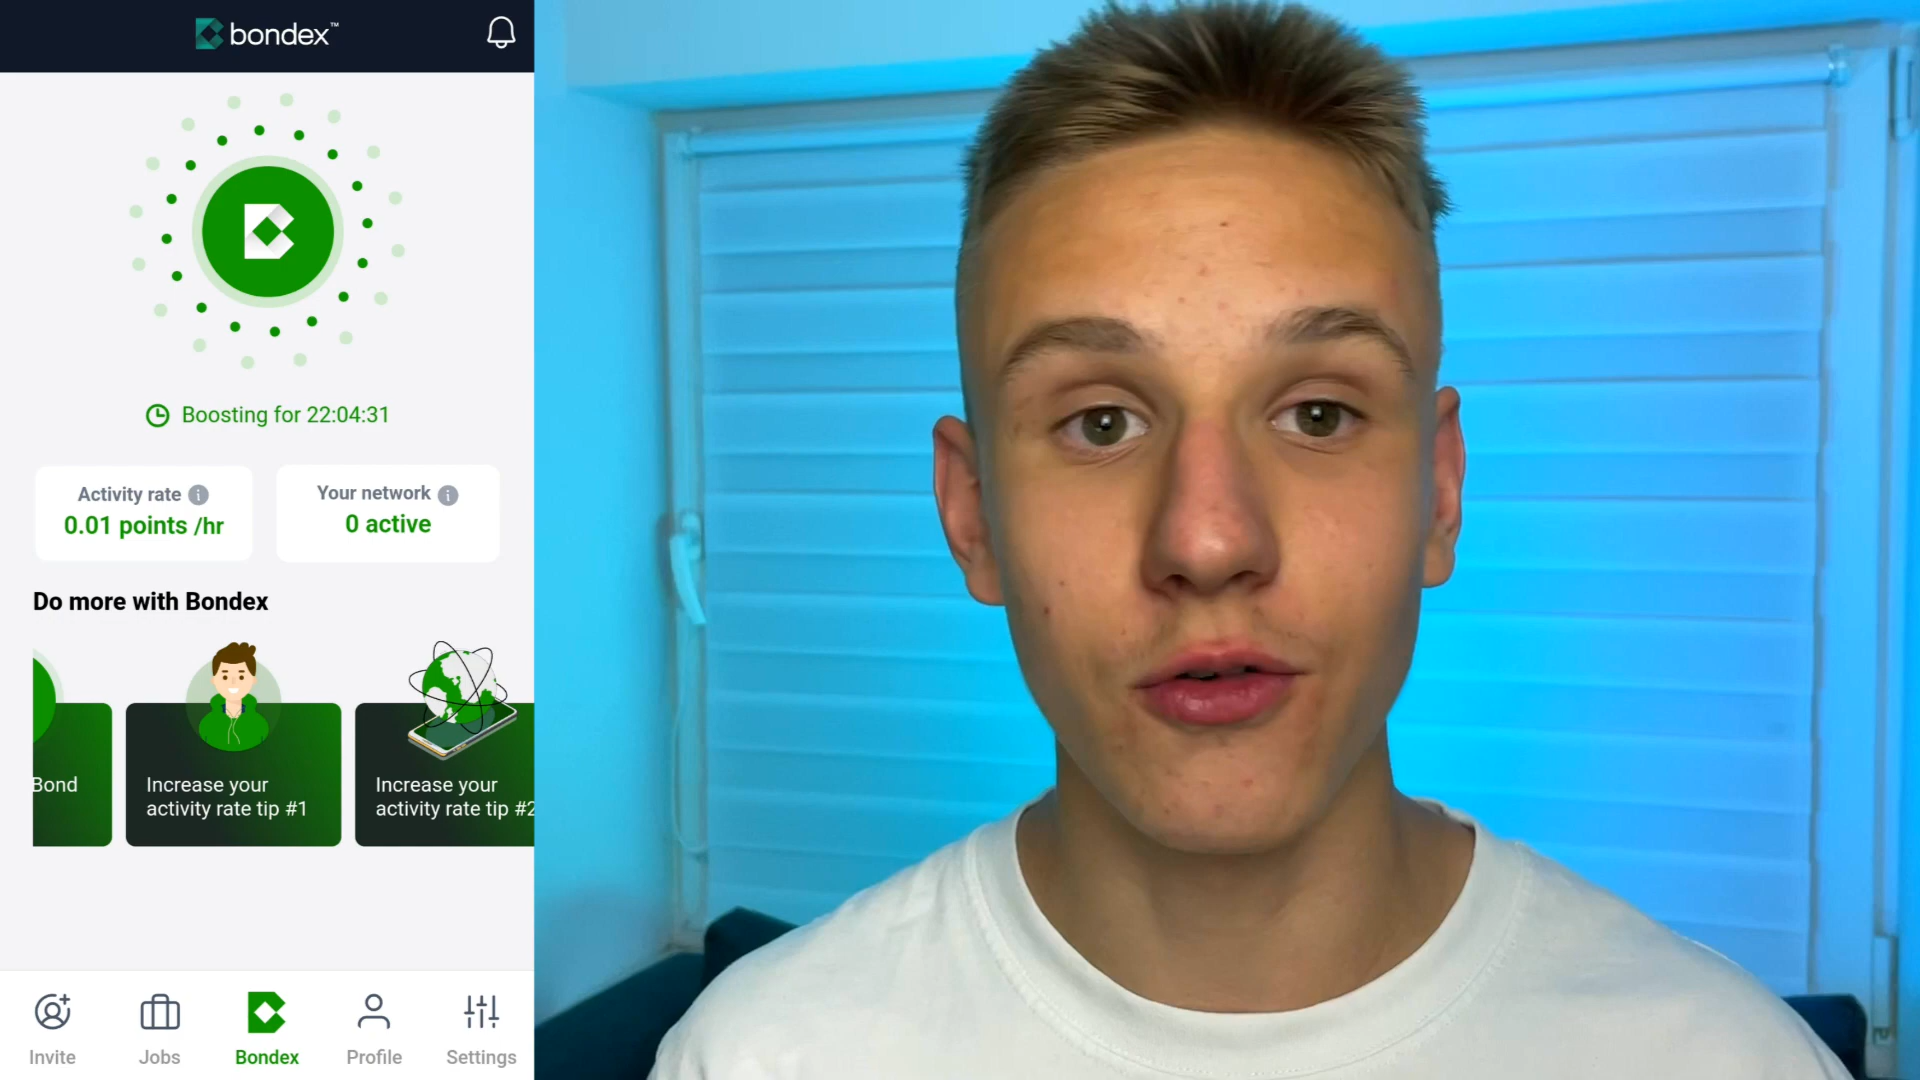 bondex™
Boosting for 22:04:31
Activity rate
0.01 points /hr
Your network
0 active
Do more with Bondex
Bond
Increase your
activity rate tip #1
Increase your
activity rate tip #2
Invite
Jobs
Bondex
Profile
Settings